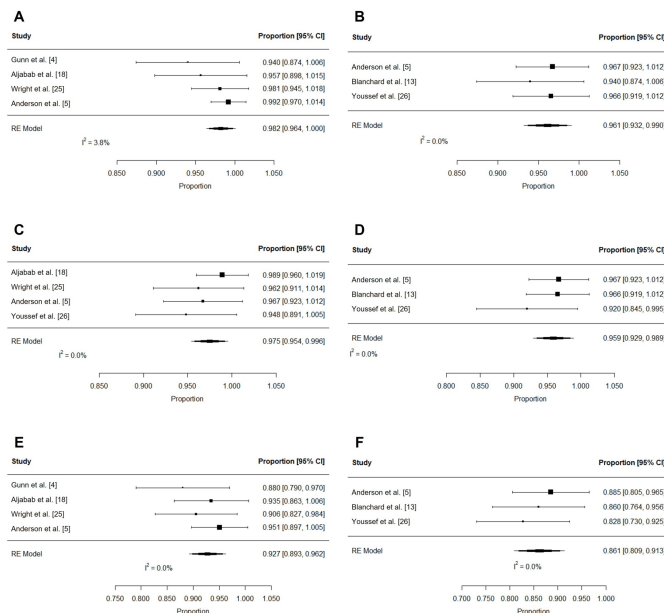 A
Study Proportion [95% CI]
Gunn et al. [4] 0.940 [0.874, 1.006]
Aljabab et al. [18] 0.957 [0.898, 1.015]
Wright et al. [25] 0.981 [0.945, 1.018]
Anderson et al. [5] 0.992 [0.970, 1.014]
RE Model 0.982 [0.964, 1.000]
I² = 3.8%
0.850 0.900 0.950 1.000 1.050
Proportion
B
Study Proportion [95% CI]
Anderson et al. [5] 0.967 [0.923, 1.012]
Blanchard et al. [13] 0.940 [0.874, 1.006]
Youssef et al. [26] 0.966 [0.919, 1.012]
RE Model 0.961 [0.932, 0.990]
I² = 0.0%
0.850 0.900 0.950 1.000 1.050
Proportion
C
Study Proportion [95% CI]
Aljabab et al. [18] 0.989 [0.960, 1.019]
Wright et al. [25] 0.962 [0.911, 1.014]
Anderson et al. [5] 0.967 [0.923, 1.012]
Youssef et al. [26] 0.948 [0.891, 1.005]
RE Model 0.975 [0.954, 0.996]
I² = 0.0%
0.850 0.900 0.950 1.000 1.050
Proportion
D
Study Proportion [95% CI]
Anderson et al. [5] 0.967 [0.923, 1.012]
Blanchard et al. [13] 0.966 [0.919, 1.012]
Youssef et al. [26] 0.920 [0.845, 0.995]
RE Model 0.959 [0.929, 0.989]
I² = 0.0%
0.800 0.850 0.900 0.950 1.000 1.050
Proportion
E
Study Proportion [95% CI]
Gunn et al. [4] 0.880 [0.790, 0.970]
Aljabab et al. [18] 0.935 [0.863, 1.006]
Wright et al. [25] 0.906 [0.827, 0.984]
Anderson et al. [5] 0.951 [0.897, 1.005]
RE Model 0.927 [0.893, 0.962]
I² = 0.0%
0.750 0.800 0.850 0.900 0.950 1.000 1.050
Proportion
F
Study Proportion [95% CI]
Anderson et al. [5] 0.885 [0.805, 0.965
Blanchard et al. [13] 0.860 [0.764, 0.956
Youssef et al. [26] 0.828 [0.730, 0.925
RE Model 0.861 [0.809, 0.913
I² = 0.0%
0.700 0.750 0.800 0.850 0.900 0.950 1.000
Proportion